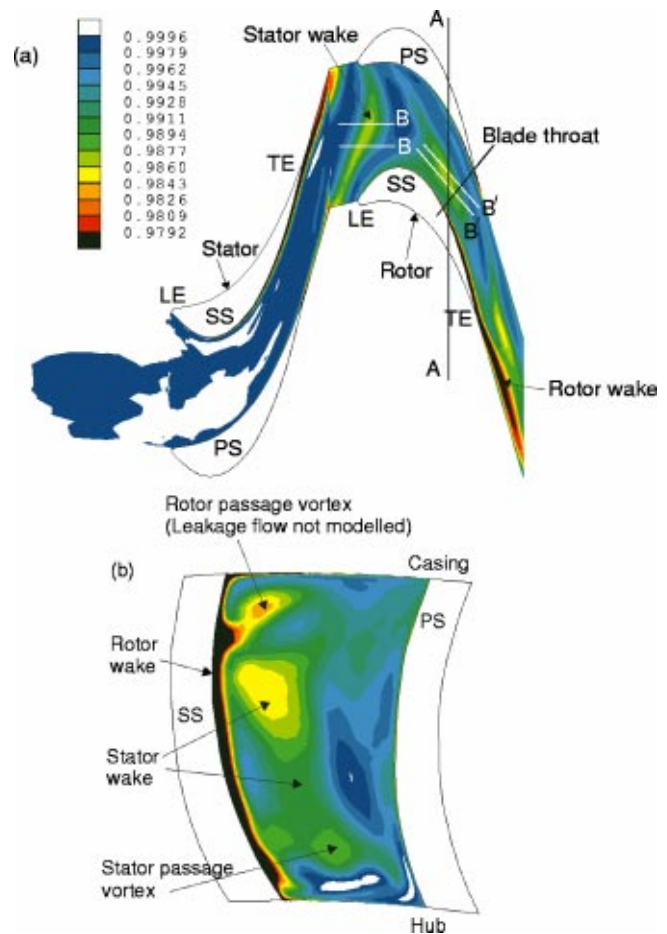 (a)
0.9996
0.9979
0.9962
0.9945
0.9928
0.9911
0.9894
0.9877
0.9860
0.9843
0.9826
0.9809
0.9792
Stator wake
A
PS
B
B
Blade throat
TE
SS
B'
B'
LE
Stator
Rotor
LE
SS
TE
A
Rotor wake
PS
Rotor passage vortex
(Leakage flow not modelled)
(b)
Casing
PS
Rotor
wake
SS
Stator
wake
Stator passage
vortex
Hub